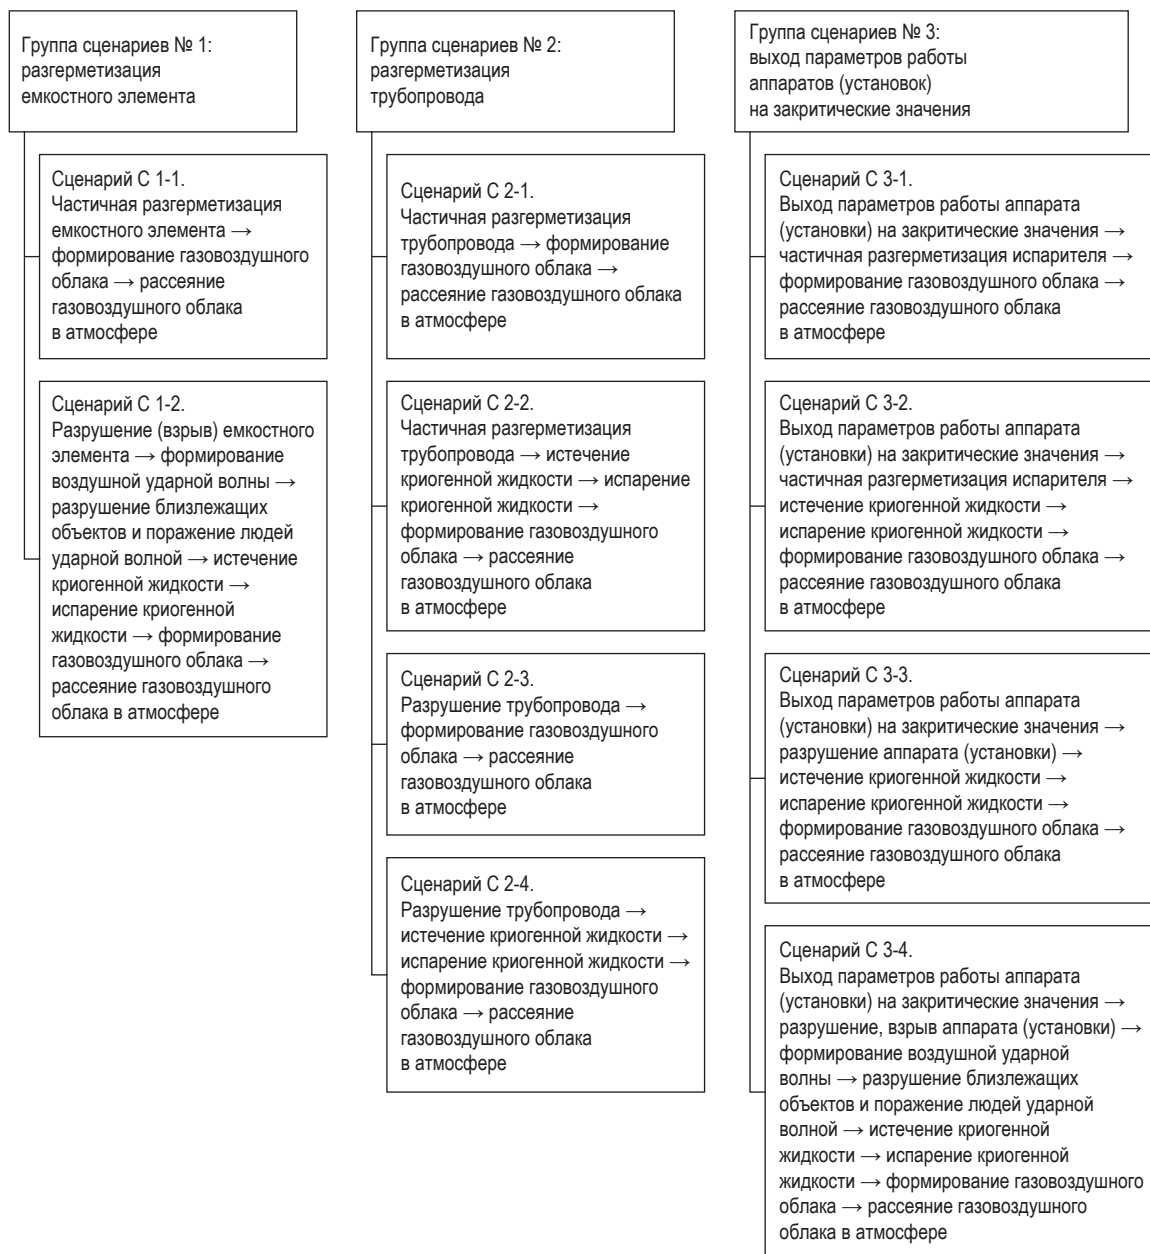 Группа сценариев № 1:
разгерметизация
емкостного элемента
Сценарий С 1-1.
Частичная разгерметизация
емкостного элемента →
формирование газовоздушного
облака → рассеяние
газовоздушного облака
в атмосфере
Сценарий С 1-2.
Разрушение (взрыв) емкостного
элемента → формирование
воздушной ударной волны →
разрушение близлежащих
объектов и поражение людей
ударной волной → истечение
криогенной жидкости →
испарение криогенной
жидкости → формирование
газовоздушного облака →
рассеяние газовоздушного
облака в атмосфере
Группа сценариев № 2:
разгерметизация
трубопровода
Сценарий С 2-1.
Частичная разгерметизация
трубопровода → формирование
газовоздушного облака →
рассеяние газовоздушного облака
в атмосфере
Сценарий С 2-2.
Частичная разгерметизация
трубопровода → истечение
криогенной жидкости → испарение
криогенной жидкости →
формирование газовоздушного
облака → рассеяние
газовоздушного облака
в атмосфере
Сценарий С 2-3.
Разрушение трубопровода →
формирование газовоздушного
облака → рассеяние
газовоздушного облака
в атмосфере
Сценарий С 2-4.
Разрушение трубопровода →
истечение криогенной жидкости →
испарение криогенной жидкости →
формирование газовоздушного
облака → рассеяние
газовоздушного облака
в атмосфере
Группа сценариев № 3:
выход параметров работы
аппаратов (установок)
на закритические значения
Сценарий С 3-1.
Выход параметров работы аппарата
(установки) на закритические значения →
частичная разгерметизация испарителя →
формирование газовоздушного облака →
рассеяние газовоздушного облака
в атмосфере
Сценарий С 3-2.
Выход параметров работы аппарата
(установки) на закритические значения →
частичная разгерметизация испарителя →
истечение криогенной жидкости →
испарение криогенной жидкости →
формирование газовоздушного облака →
рассеяние газовоздушного облака
в атмосфере
Сценарий С 3-3.
Выход параметров работы аппарата
(установки) на закритические значения →
разрушение аппарата (установки) →
истечение криогенной жидкости →
испарение криогенной жидкости →
формирование газовоздушного облака →
рассеяние газовоздушного облака
в атмосфере
Сценарий С 3-4.
Выход параметров работы аппарата
(установки) на закритические значения →
разрушение, взрыв аппарата (установки) →
формирование воздушной ударной
волны → разрушение близлежащих
объектов и поражение людей ударной
волной → истечение криогенной
жидкости → испарение криогенной
жидкости → формирование газовоздушного
облака → рассеяние газовоздушного
облака в атмосфере